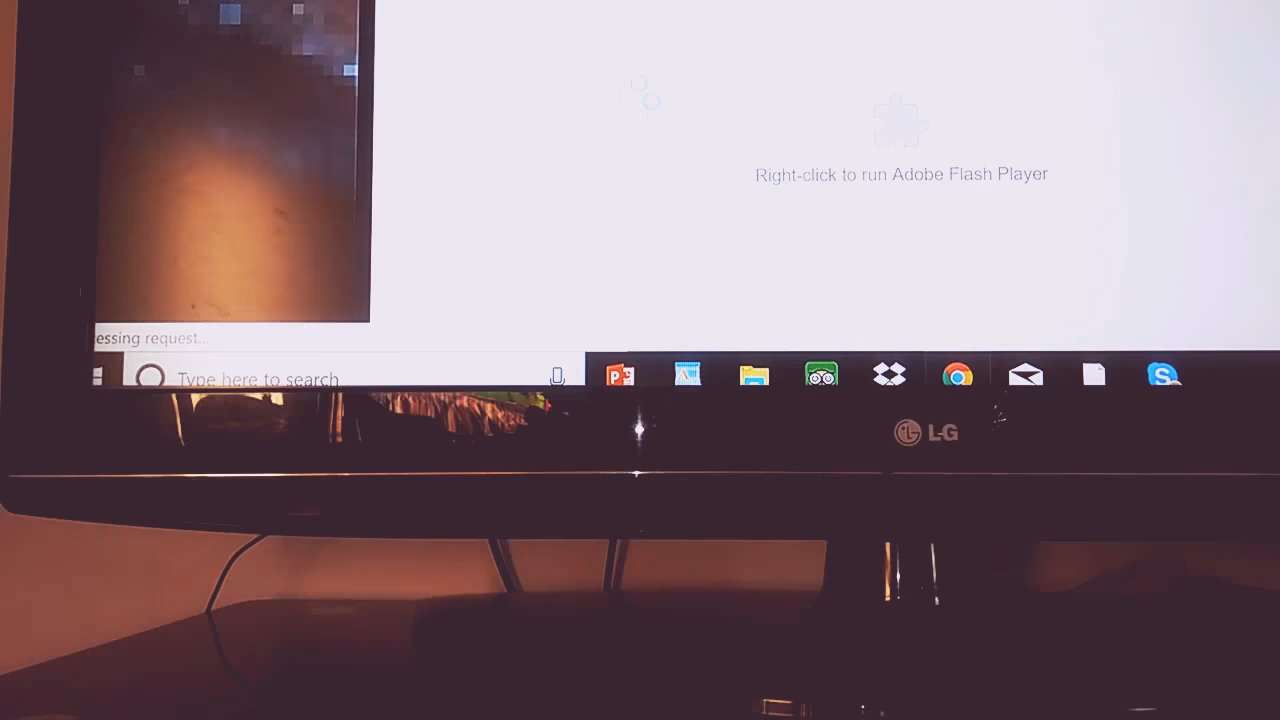 Right-click to run Adobe Flash Player
essing request...
Type here to search
LG